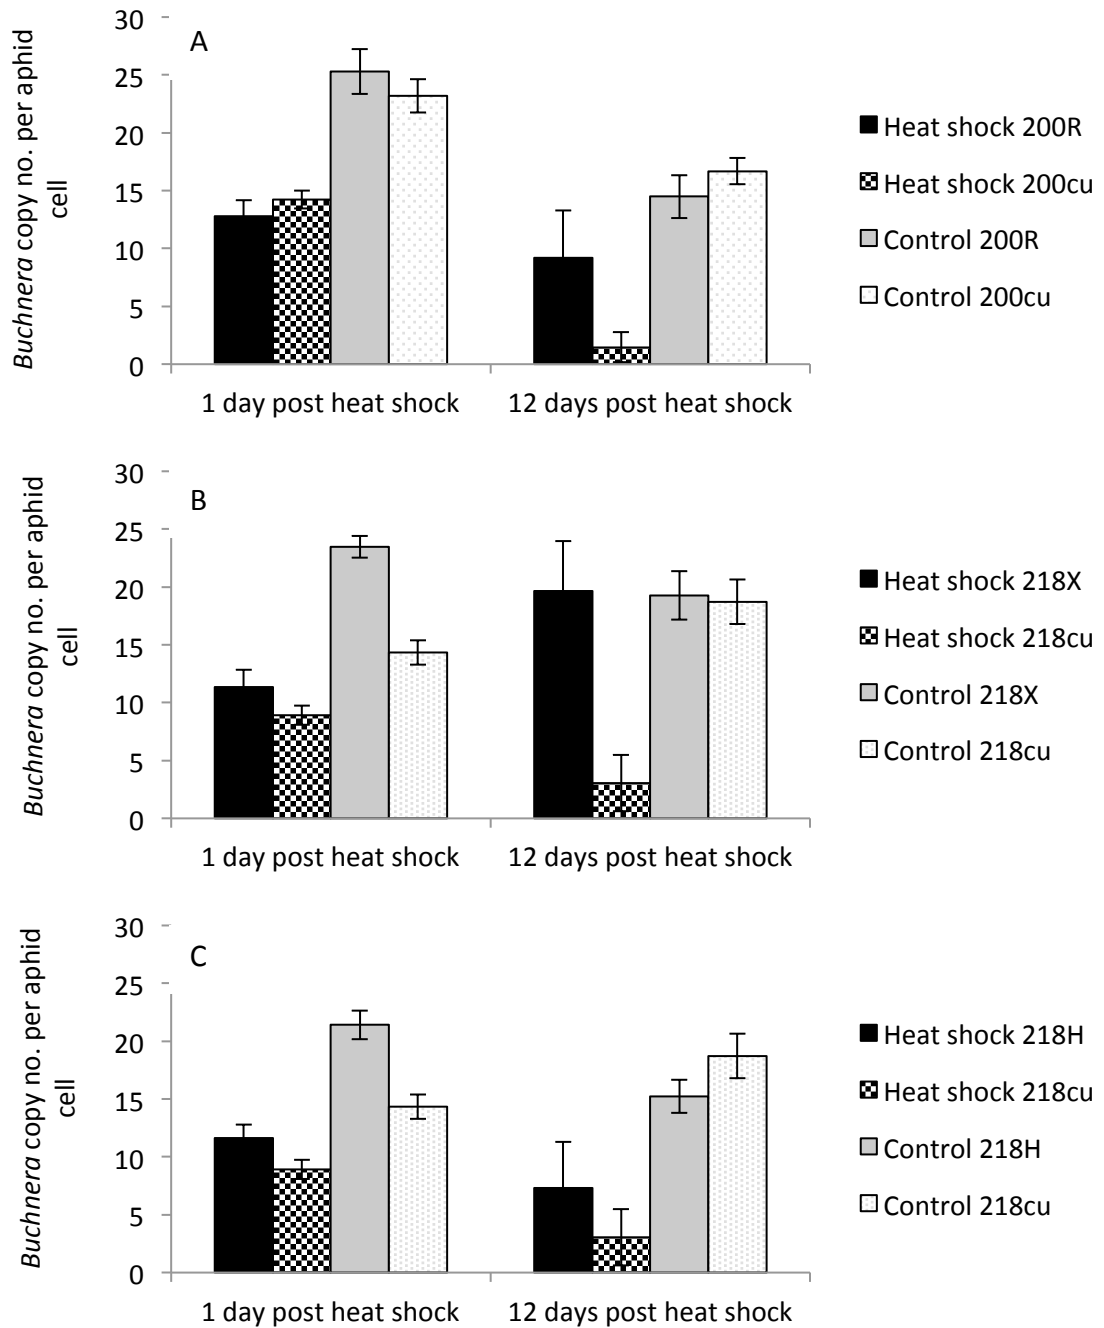 A
30
25
20
15
10
5
0
Buchnera copy no. per aphid
cell
1 day post heat shock
12 days post heat shock
Heat shock 200R
Heat shock 200cu
Control 200R
Control 200cu
B
30
25
20
15
10
5
0
Buchnera copy no. per aphid
cell
1 day post heat shock
12 days post heat shock
Heat shock 218X
Heat shock 218cu
Control 218X
Control 218cu
C
30
25
20
15
10
5
0
Buchnera copy no. per aphid
cell
1 day post heat shock
12 days post heat shock
Heat shock 218H
Heat shock 218cu
Control 218H
Control 218cu